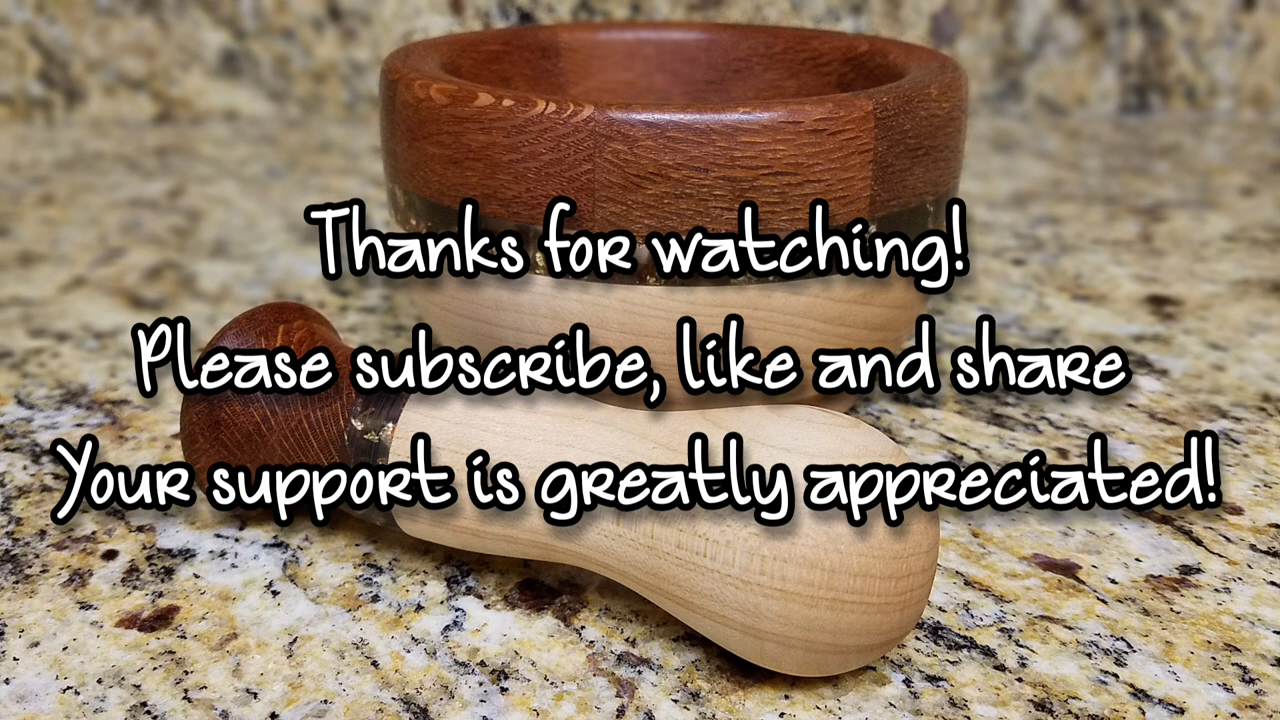 Thanks for watching!
Please subscribe, like and share
Your support is greatly appreciated!